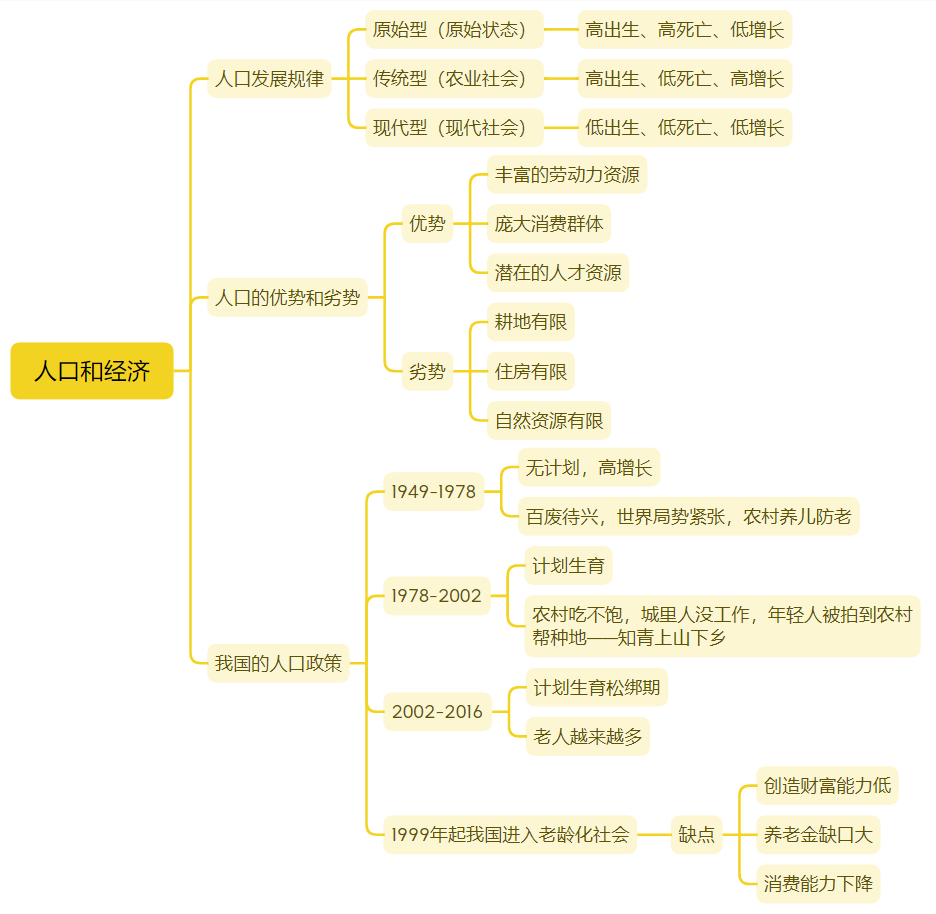 人口和经济
人口发展规律
原始型（原始状态）
高出生、高死亡、低增长
传统型（农业社会）
高出生、低死亡、高增长
现代型（现代社会）
低出生、低死亡、低增长
人口的优势和劣势
优势
丰富的劳动力资源
庞大消费群体
潜在的人才资源
劣势
耕地有限
住房有限
自然资源有限
我国的人口政策
1949-1978
无计划，高增长
百废待兴，世界局势紧张，农村养儿防老
1978-2002
计划生育
农村吃不饱，城里人没工作，年轻人被拍到农村
帮种地——知青上山下乡
2002-2016
计划生育松绑期
老人越来越多
1999年起我国进入老龄化社会
缺点
创造财富能力低
养老金缺口大
消费能力下降